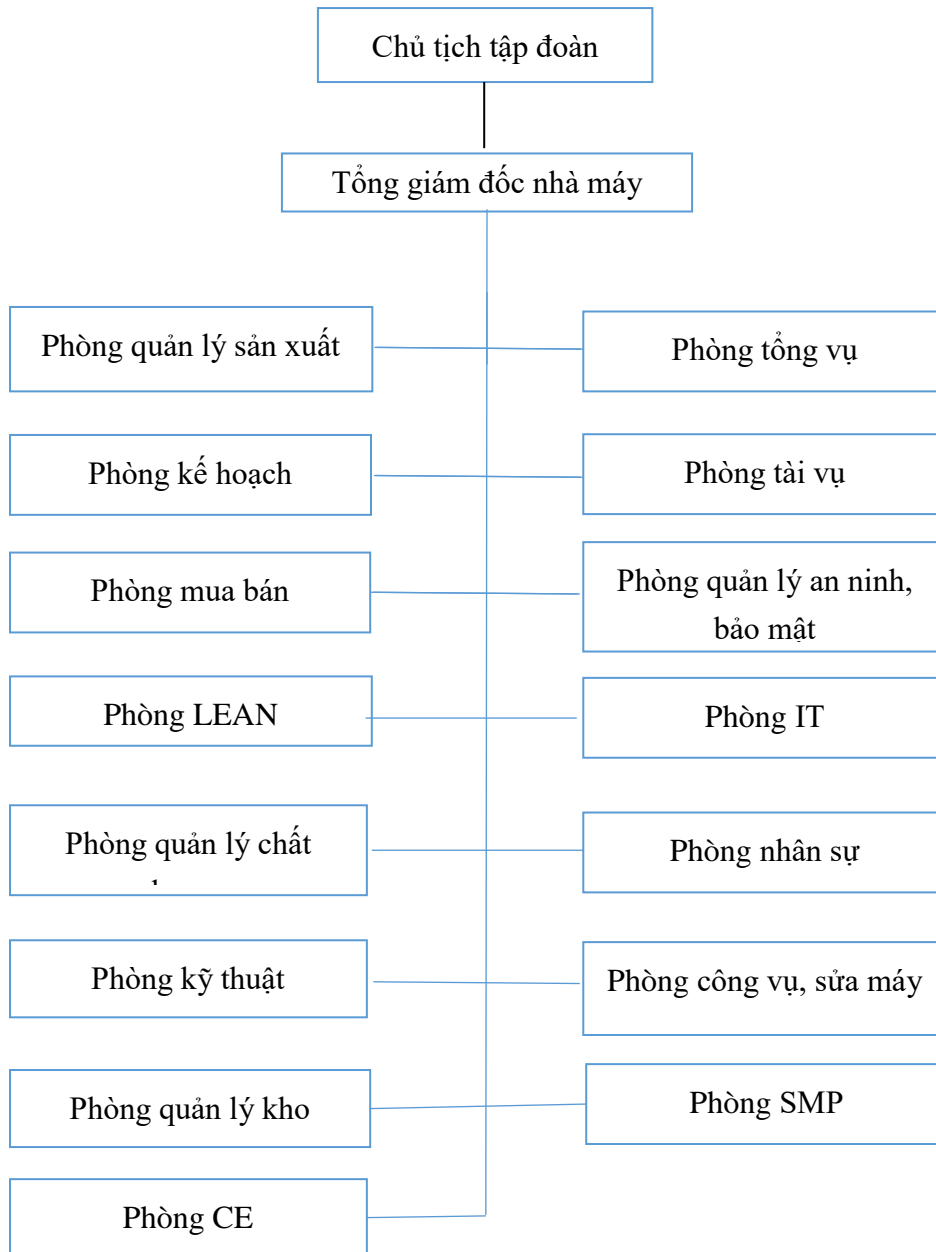 Chủ tịch tập đoàn
Tổng giám đốc nhà máy
Phòng quản lý sản xuất
Phòng tổng vụ
Phòng kế hoạch
Phòng tài vụ
Phòng mua bán
Phòng quản lý an ninh,
bảo mật
Phòng LEAN
Phòng IT
Phòng quản lý chất
Phòng nhân sự
Phòng kỹ thuật
Phòng công vụ, sửa máy
Phòng quản lý kho
Phòng SMP
Phòng CE